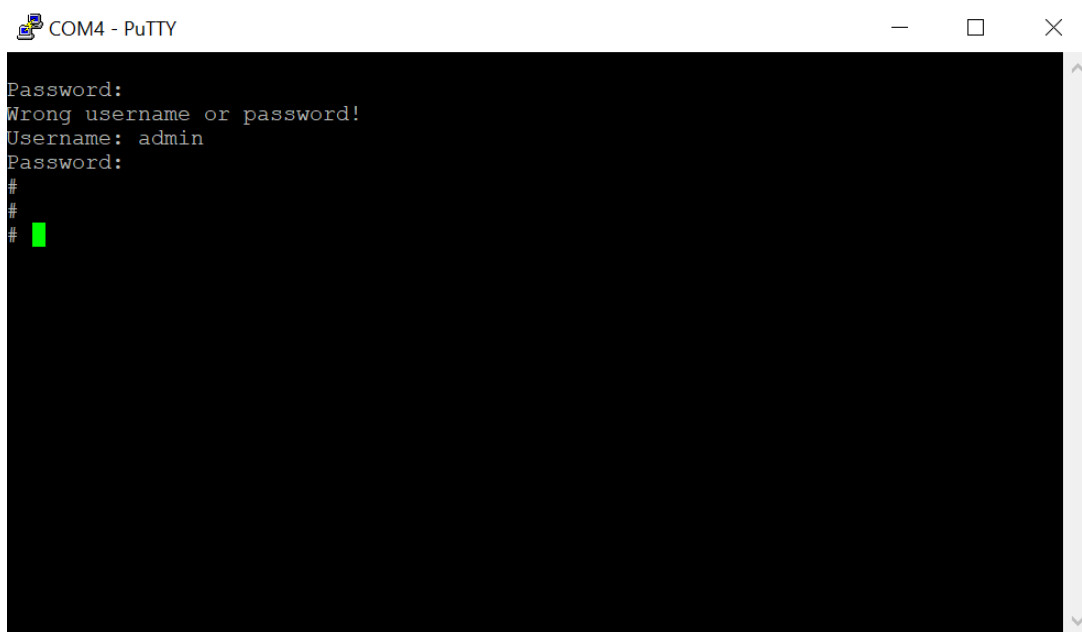 COM4 - PuTTY
Password:
Wrong username or password!
Username: admin
Password:
#
#
#